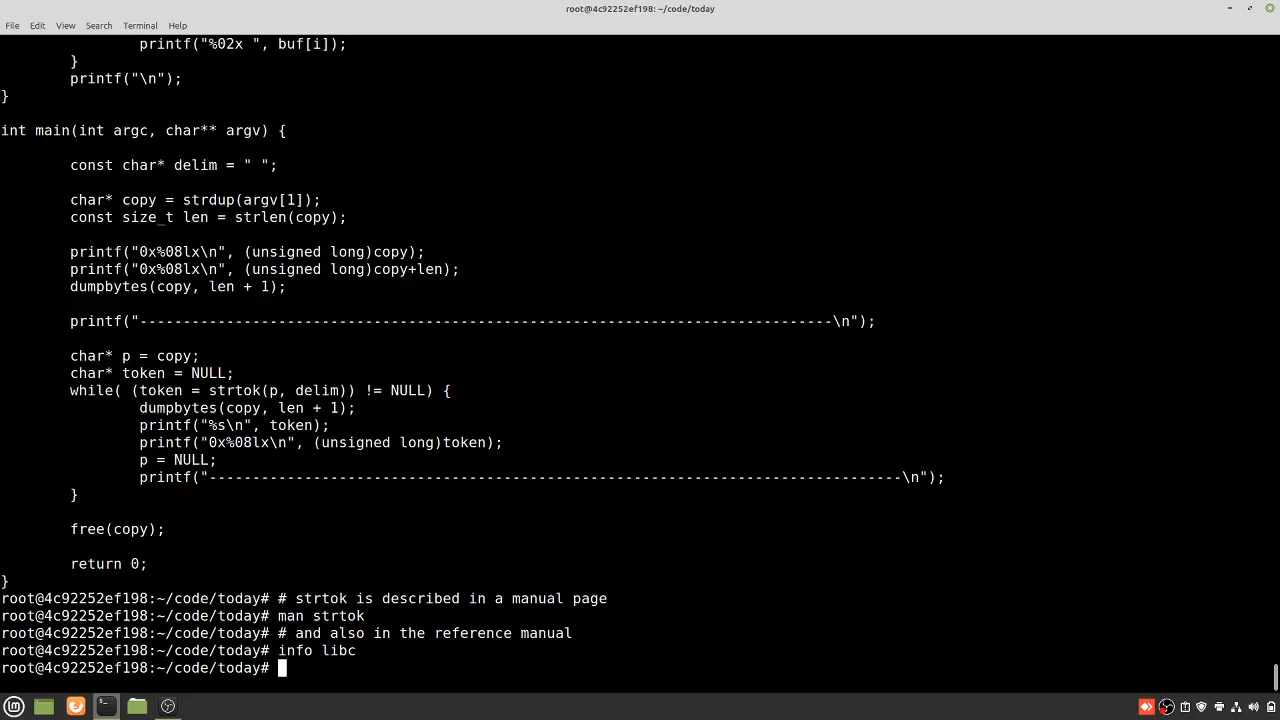 root@4c92252ef198: ~/code/today
File Edit View Search Terminal Help
printf("%02x ", buf[i]);
}
printf("\n");
}
int main(int argc, char** argv) {
const char* delim = " ";
char* copy = strdup(argv[1]);
const size_t len = strlen(copy);
printf("0x%08lx\n", (unsigned long)copy);
printf("0x%08lx\n", (unsigned long)copy+len);
dumpbytes(copy, len + 1);
printf("--------------------------------------------------------------------------------\n");
char* p = copy;
char* token = NULL;
while( (token = strtok(p, delim)) != NULL) {
dumpbytes(copy, len + 1);
printf("%s\n", token);
printf("0x%08lx\n", (unsigned long)token);
p = NULL;
printf("--------------------------------------------------------------------------------\n");
}
free(copy);
return 0;
}
root@4c92252ef198:~/code/today# # strtok is described in a manual page
root@4c92252ef198:~/code/today# man strtok
root@4c92252ef198:~/code/today# # and also in the reference manual
root@4c92252ef198:~/code/today# info libc
root@4c92252ef198:~/code/today#